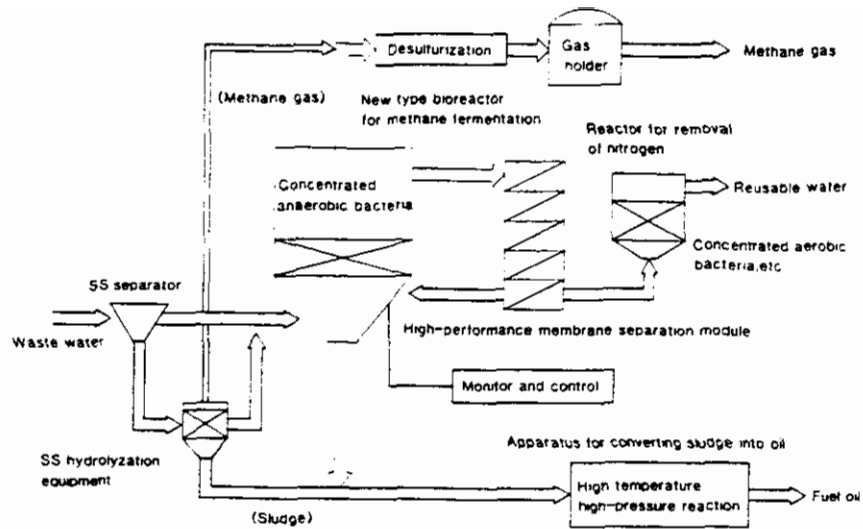 Desulfurization
Gas
holder
Methane gas
(Methane gas)
New type bioreactor
for methane fermentation
Reactor for removal
of nitrogen
Concentrated
anaerobic bacteria
Reusable water
Concentrated aerobic
bacteria,etc
SS separator
Waste water
High-performance membrane separation module
Monitor and control
SS hydrolyzation
equipment
Apparatus for converting sludge into oil
High temperature
high-pressure reaction
Fuel oil
(Sludge)